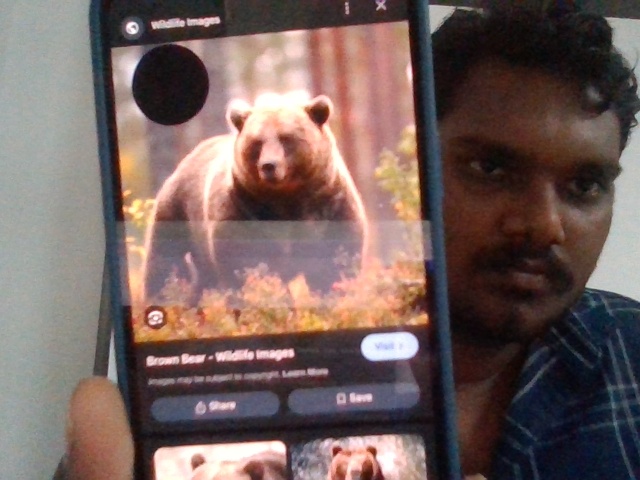 Wildlife Images
Brown Bear - Wildlife Images
Visit >
Images may be subject to copyright. Learn More
Share
Save